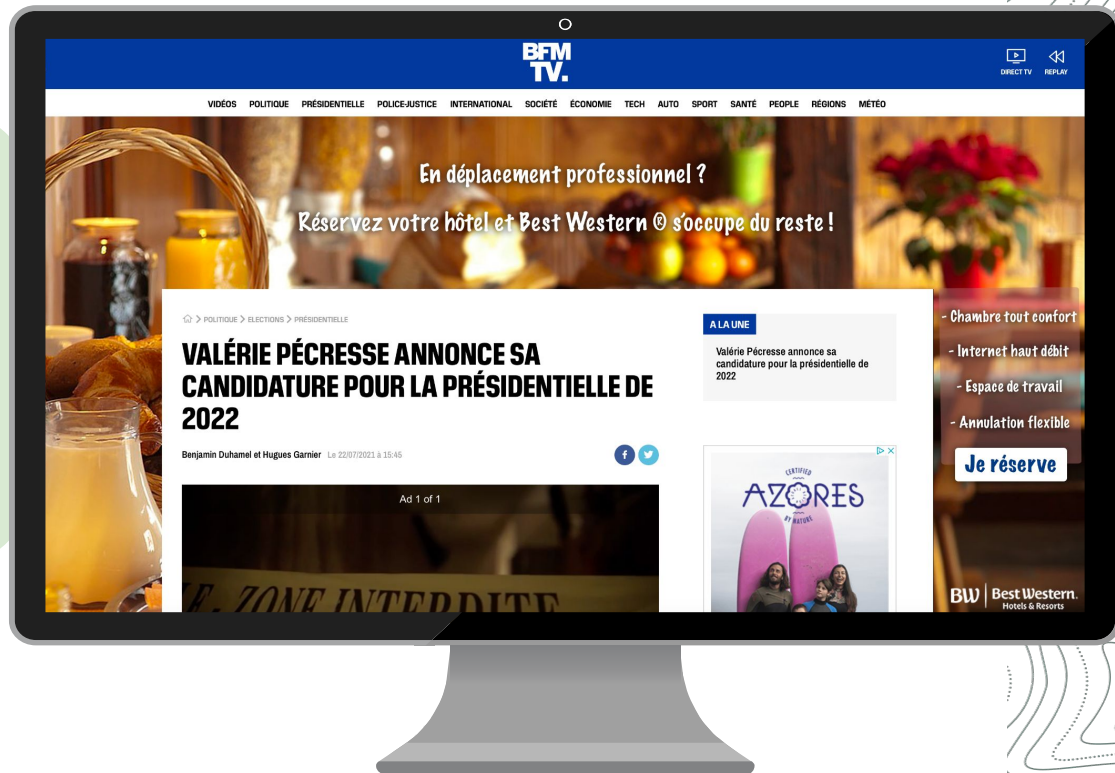 BFM
TV.
DIRECT TV
REPLAY
VIDÉOS POLITIQUE PRÉSIDENTIELLE POLICE-JUSTICE INTERNATIONAL SOCIÉTÉ ÉCONOMIE TECH AUTO SPORT SANTÉ PEOPLE RÉGIONS MÉTÉO
En déplacement professionnel ?
Réservez votre hôtel et Best Western ® s'occupe du reste !
POLITIQUE > ELECTIONS > PRÉSIDENTIELLE
VALÉRIE PÉCRESSE ANNONCE SA
CANDIDATURE POUR LA PRÉSIDENTIELLE DE
2022
Benjamin Duhamel et Hugues Garnier Le 22/07/2021 à 15:45
Ad 1 of 1
ZONE INTERDITE
A LA UNE
Valérie Pécresse annonce sa
candidature pour la présidentielle de
2022
CERTIFIED
AZORES
BY NATURE
- Chambre tout confort
- Internet haut débit
- Espace de travail
- Annulation flexible
Je réserve
BW Best Western.
Hotels & Resorts